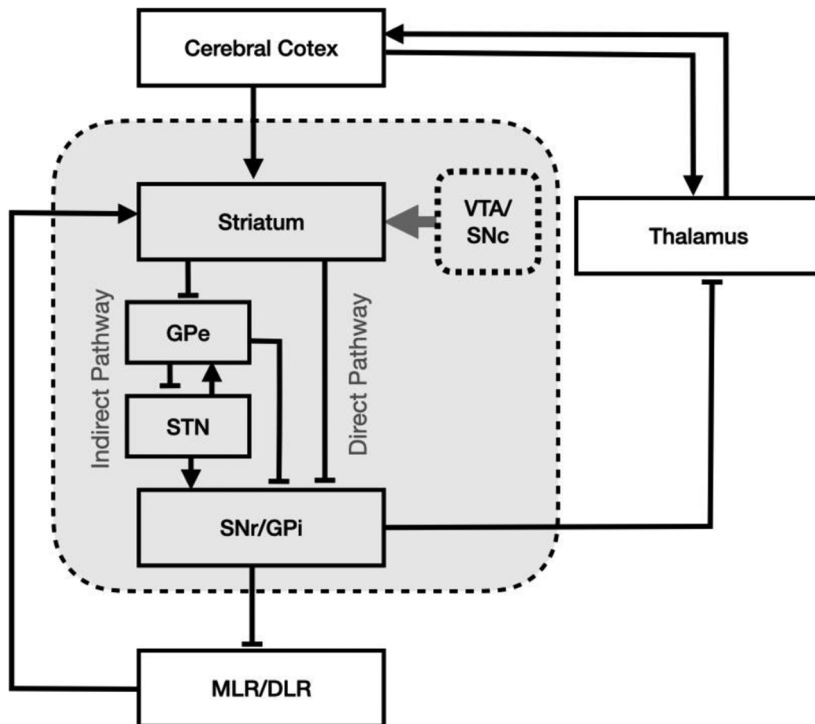 Cerebral Cotex
Striatum
VTA/
SNc
Thalamus
GPe
Indirect Pathway
Direct Pathway
STN
SNr/GPi
MLR/DLR